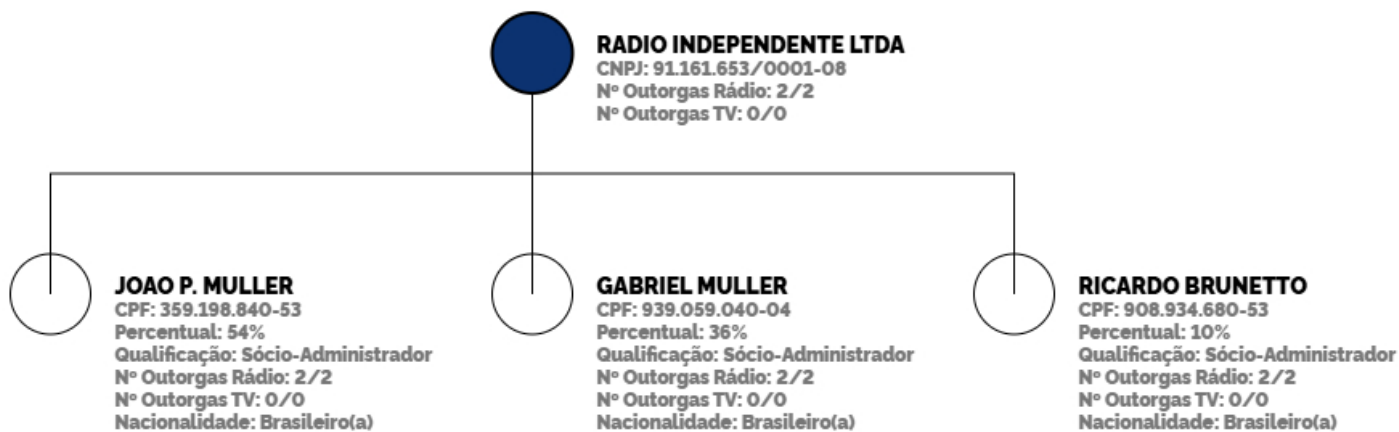 RADIO INDEPENDENTE LTDA
CNPJ: 91.161.653/0001-08
Nº Outorgas Rádio: 2/2
Nº Outorgas TV: 0/0
JOAO P. MULLER
CPF: 359.198.840-53
Percentual: 54%
Qualificação: Sócio-Administrador
Nº Outorgas Rádio: 2/2
Nº Outorgas TV: 0/0
Nacionalidade: Brasileiro(a)
GABRIEL MULLER
CPF: 939.059.040-04
Percentual: 36%
Qualificação: Sócio-Administrador
Nº Outorgas Rádio: 2/2
Nº Outorgas TV: 0/0
Nacionalidade: Brasileiro(a)
RICARDO BRUNETTO
CPF: 908.934.680-53
Percentual: 10%
Qualificação: Sócio-Administrador
Nº Outorgas Rádio: 2/2
Nº Outorgas TV: 0/0
Nacionalidade: Brasileiro(a)